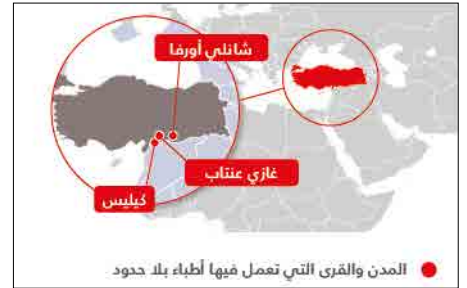 شانلي أورفا
غازي عنتاب
كيليس
المدن والقرى التي تعمل فيها أطباء بلا حدود